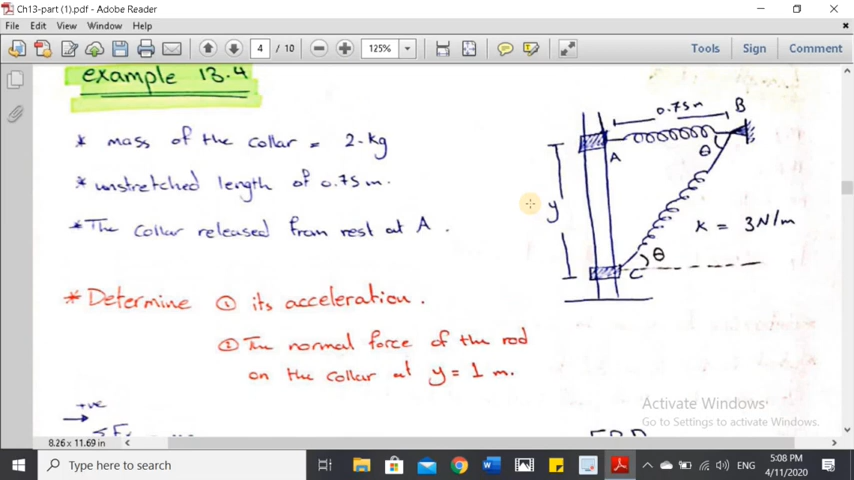 Ch13-part (1).pdf - Adobe Reader
File Edit View Window Help
4 / 10 125% Tools Sign Comment
example 13.4
* mass of the collar = 2-kg
* unstretched length of 0.75 m.
* The collar released from rest at A.
* Determine ① its acceleration.
② The normal force of the rod
on the collar at y = 1 m.
0.75m
B
A
θ
y
K = 3N/m
θ
C
+ve
Activate Windows
Go to Settings to activate Windows.
8.26 x 11.69 in
Type here to search
ENG
5:08 PM
4/11/2020